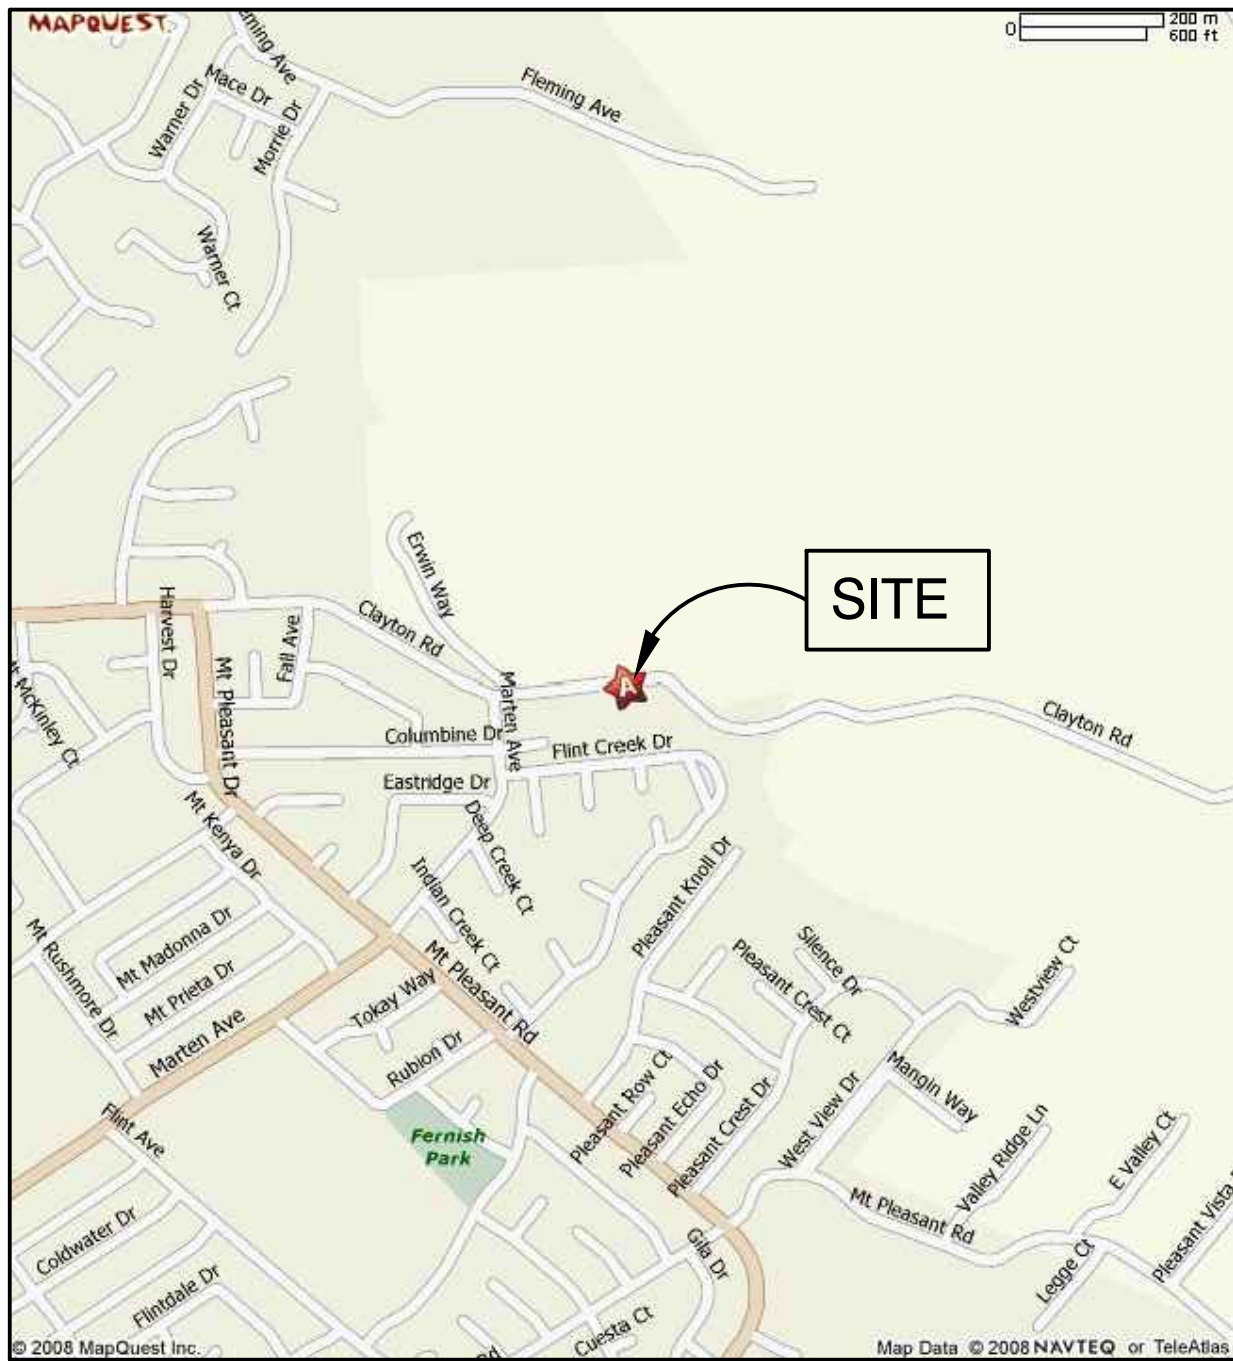 MAPQUEST
0
200 m
600 ft
Fleming Ave
Mace Dr
Warner Dr
Morrie Dr
Warner Ct
Erwin Way
SITE
Harvest Dr
Clayton Rd
Fall Ave
Mt Pleasant Dr
Mt McKinley Ct
A
Marten Ave
Clayton Rd
Columbine Dr
Flint Creek Dr
Eastridge Dr
Mt Kenya Dr
Deep Creek Ct
Indian Creek Ct
Pleasant Knoll Dr
Mt Madonna Dr
Mt Rushmore Dr
Mt Prieta Dr
Mt Pleasant Rd
Silence Dr
Pleasant Crest Ct
Westview Ct
Tokay Way
Marten Ave
Rubion Dr
Flint Ave
Fernish
Park
Pleasant Row Ct
Pleasant Echo Dr
Pleasant Crest Dr
West View Dr
Mangin Way
Valley Ridge Ln
E Valley Ct
Mt Pleasant Rd
Pleasant Vista
Legge Ct
Gila Dr
Coldwater Dr
Flintdale Dr
Cuesta Ct
Rd
© 2008 MapQuest Inc.
Map Data © 2008 NAVTEQ or TeleAtlas